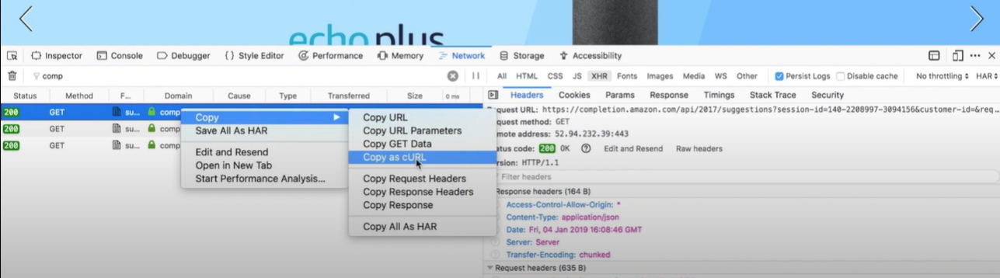 echo plus
Inspector Console Debugger { } Style Editor Performance Memory Network Storage Accessibility
comp All HTML CSS JS XHR Fonts Images Media WS Other Persist Logs Disable cache No throttling HAR
Status Method F... Domain Cause Type Transferred Size 0 ms Headers Cookies Params Response Timings Stack Trace Security
200 GET su... comp
200 GET su... comp
200 GET su... comp
Copy
Save All As HAR
Edit and Resend
Open in New Tab
Start Performance Analysis...
Copy URL
Copy URL Parameters
Copy GET Data
Copy as cURL
Copy Request Headers
Copy Response Headers
Copy Response
Copy All As HAR
quest URL: https://completion.amazon.com/api/2017/suggestions?session-id=140-2208997-3094156&customer-id=&req...
quest method: GET
mote address: 52.94.232.39:443
atus code: 200 OK Edit and Resend Raw headers
rsion: HTTP/1.1
Filter headers
Response headers (164 B)
Access-Control-Allow-Origin: *
Content-Type: application/json
Date: Fri, 04 Jan 2019 16:08:46 GMT
Server: Server
Transfer-Encoding: chunked
Request headers (635 B)